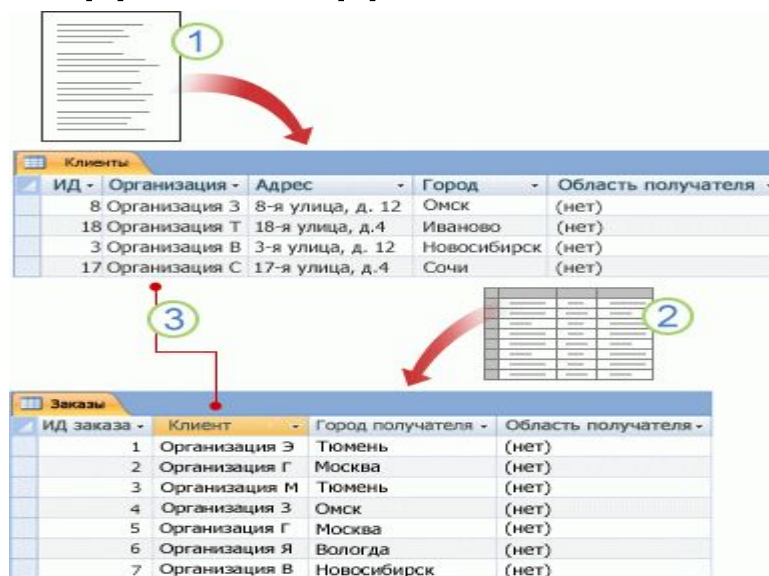 1
Клиенты
ИД Организация Адрес Город Область получателя
8 Организация З 8-я улица, д. 12 Омск (нет)
18 Организация Т 18-я улица, д.4 Иваново (нет)
3 Организация В 3-я улица, д. 12 Новосибирск (нет)
17 Организация С 17-я улица, д.4 Сочи (нет)
3
2
Заказы
ИД заказа Клиент Город получателя Область получателя
1 Организация Э Тюмень (нет)
2 Организация Г Москва (нет)
3 Организация М Тюмень (нет)
4 Организация З Омск (нет)
5 Организация Г Москва (нет)
6 Организация Я Вологда (нет)
7 Организация В Новосибирск (нет)